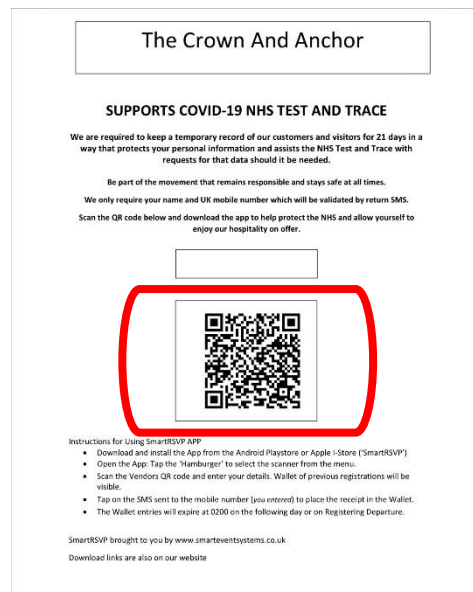 The Crown And Anchor
SUPPORTS COVID-19 NHS TEST AND TRACE
We are required to keep a temporary record of our customers and visitors for 21 days in a
way that protects your personal information and assists the NHS Test and Trace with
requests for that data should it be needed.
Be part of the movement that remains responsible and stays safe at all times.
We only require your name and UK mobile number which will be validated by return SMS.
Scan the QR code below and download the app to help protect the NHS and allow yourself to
enjoy our hospitality on offer.
Instructions for Using SmartRSVP APP
• Download and install the App from the Android Playstore or Apple I-Store ('SmartRSVP')
• Open the App: Tap the 'Hamburger' to select the scanner from the menu.
• Scan the Vendors QR code and enter your details. Wallet of previous registrations will be
visible.
• Tap on the SMS sent to the mobile number (you entered) to place the receipt in the Wallet.
• The Wallet entries will expire at 0200 on the following day or on Registering Departure.
SmartRSVP brought to you by www.smarteventsystems.co.uk
Download links are also on our website